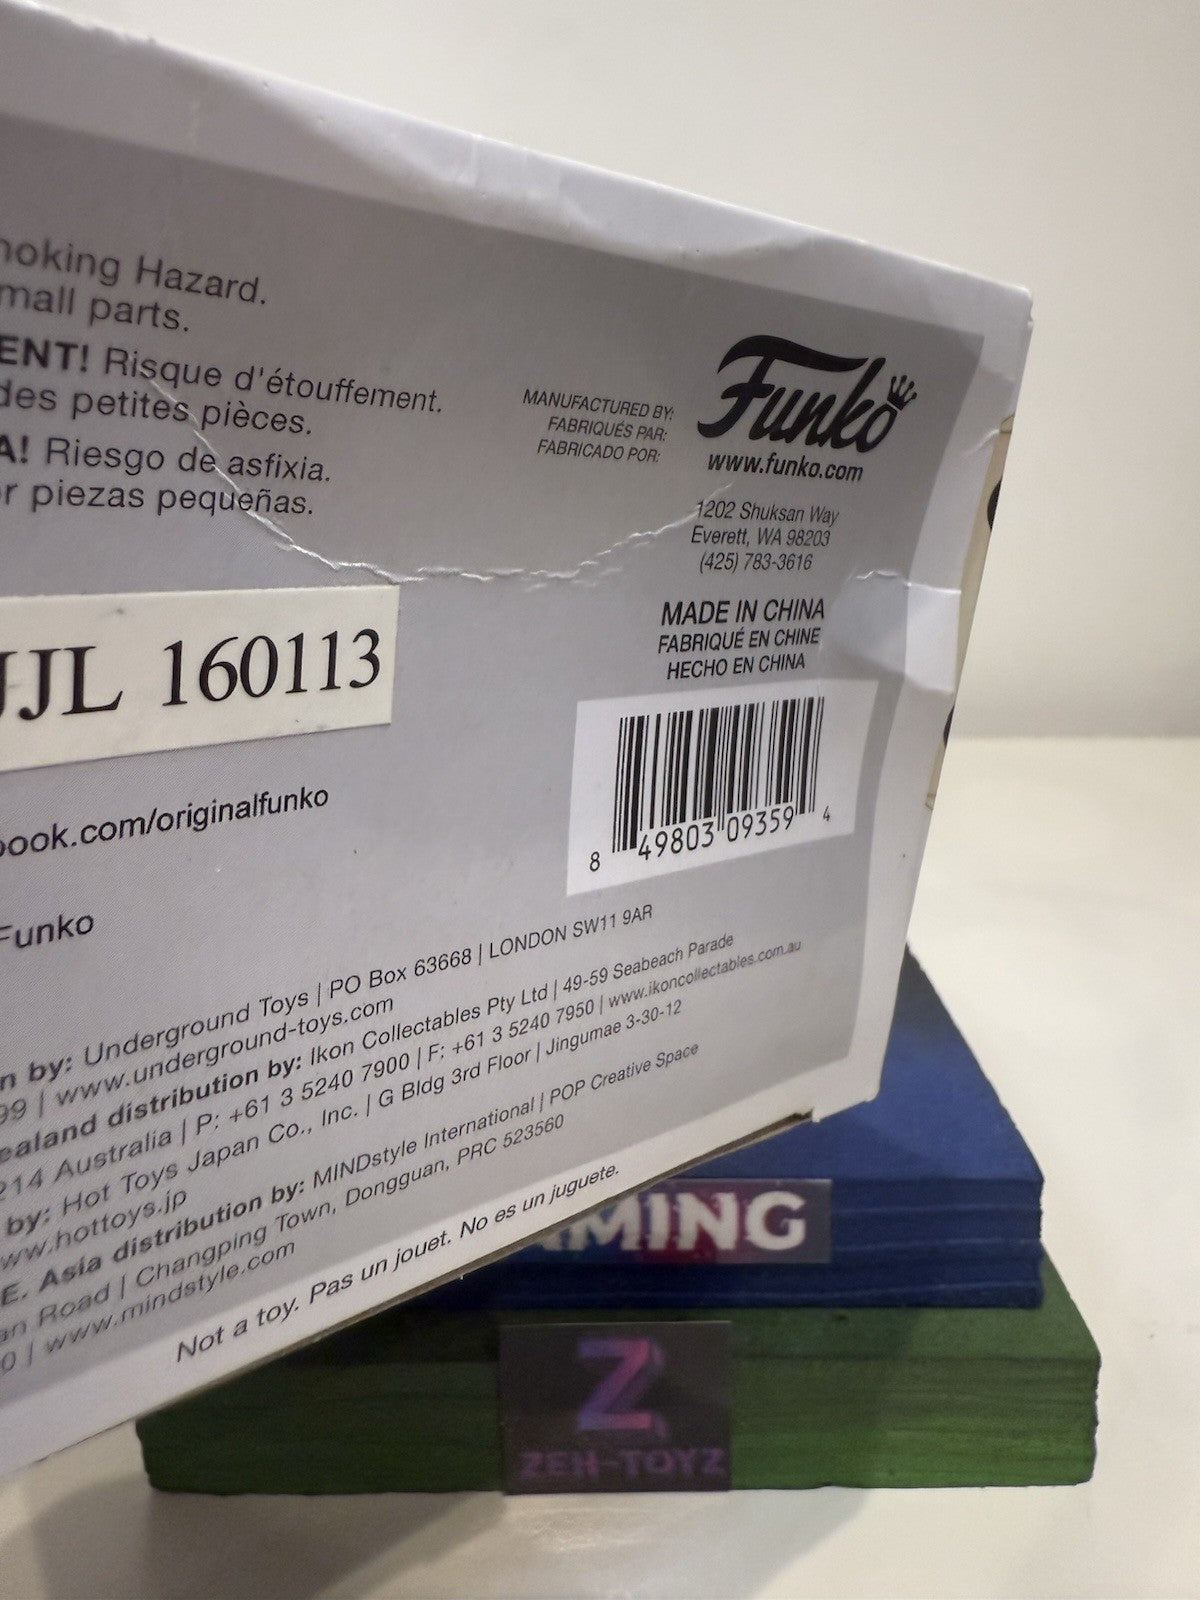 hoking Hazard.
mall parts.
ENT! Risque d'étouffement.
des petites pièces.
A! Riesgo de asfixia.
r piezas pequeñas.
MANUFACTURED BY:
FABRIQUÉS PAR:
FABRICADO POR:
Funko
www.funko.com
1202 Shuksan Way
Everett, WA 98203
(425) 783-3616
MADE IN CHINA
FABRIQUÉ EN CHINE
HECHO EN CHINA
JJL 160113
8 49803 09359 4
book.com/originalfunko
Funko
n by: Underground Toys | PO Box 63668 | LONDON SW11 9AR
99 | www.underground-toys.com
ealand distribution by: Ikon Collectables Pty Ltd | 49-59 Seabeach Parade
214 Australia | P: +61 3 5240 7900 | F: +61 3 5240 7950 | www.ikoncollectables.com.au
by: Hot Toys Japan Co., Inc. | G Bldg 3rd Floor | Jingumae 3-30-12
ww.hottoys.jp
E. Asia distribution by: MINDstyle International | POP Creative Space
an Road | Changping Town, Dongguan, PRC 523560
0 | www.mindstyle.com
Not a toy. Pas un jouet. No es un juguete.
AMING
Z
ZEH-TOYZ